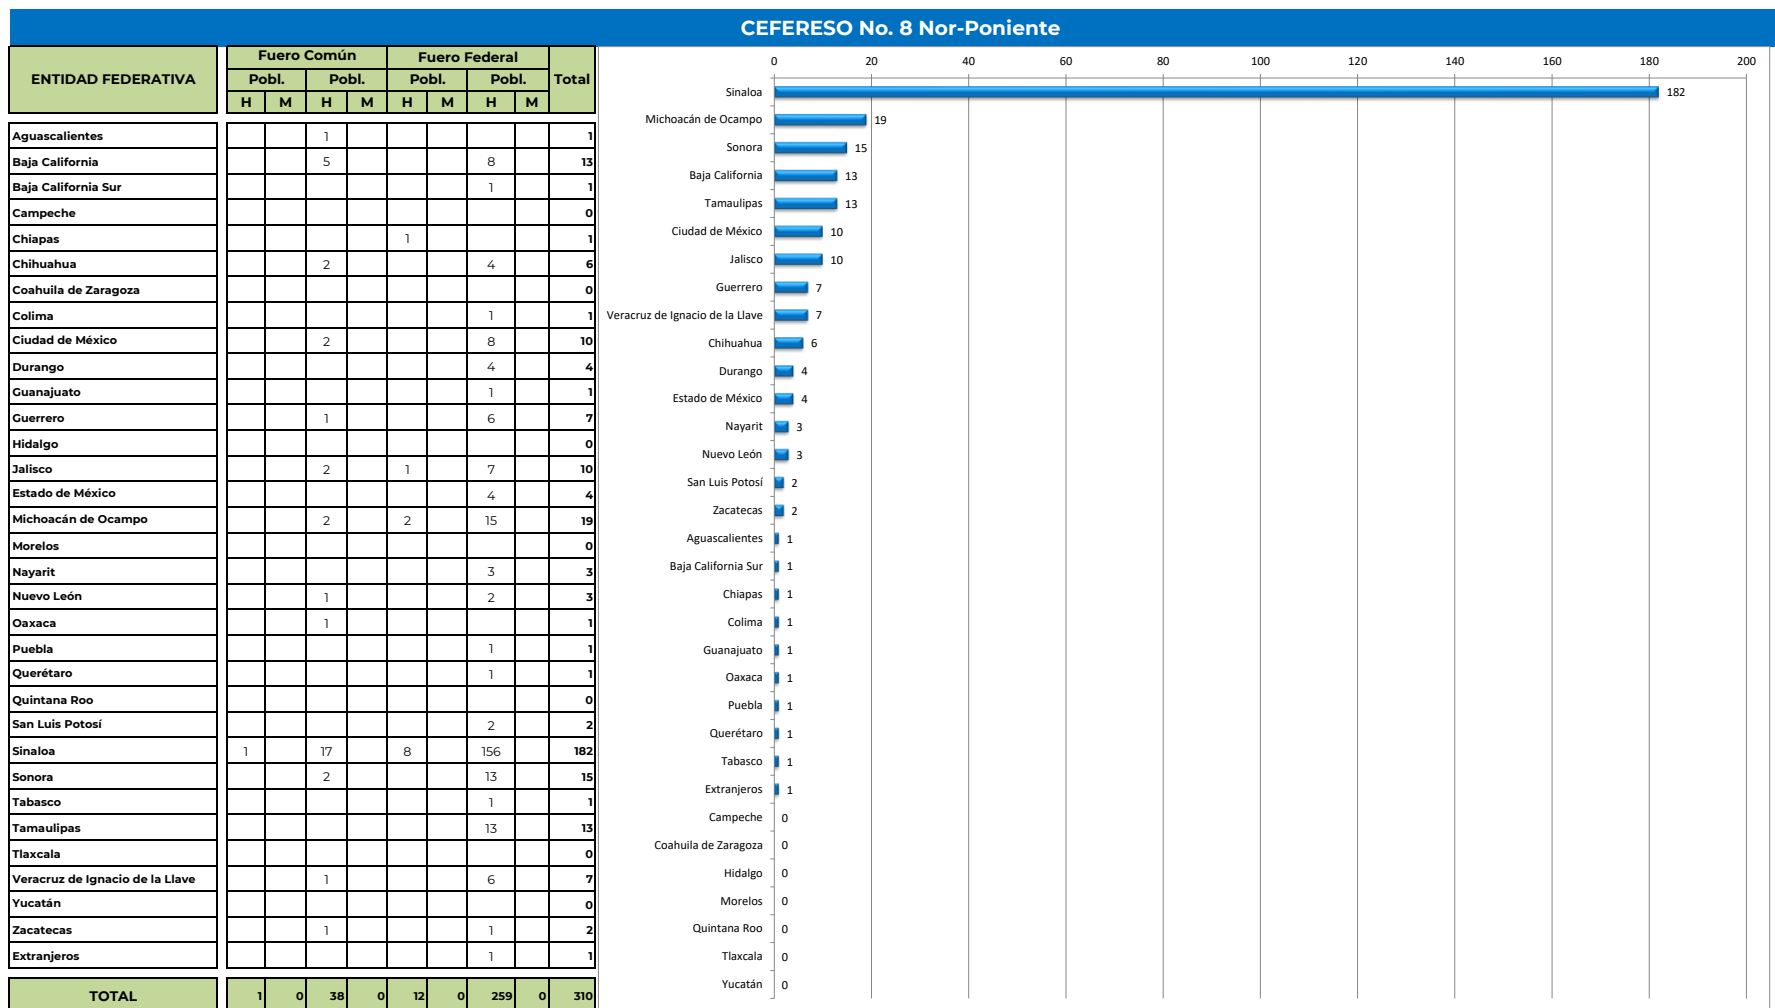 CEFERESO No. 8 Nor-Poniente
ENTIDAD FEDERATIVA
Fuero Común Fuero Federal Total
Pobl. Pobl. Pobl. Pobl.
H M H M H M H M
Aguascalientes 1 1
Baja California 5 8 13
Baja California Sur 1 1
Campeche 0
Chiapas 1 1
Chihuahua 2 4 6
Coahuila de Zaragoza 0
Colima 1 1
Ciudad de México 2 8 10
Durango 4 4
Guanajuato 1 1
Guerrero 1 6 7
Hidalgo 0
Jalisco 2 1 7 10
Estado de México 4 4
Michoacán de Ocampo 2 2 15 19
Morelos 0
Nayarit 3 3
Nuevo León 1 2 3
Oaxaca 1 1
Puebla 1 1
Querétaro 1 1
Quintana Roo 0
San Luis Potosí 2 2
Sinaloa 1 17 8 156 182
Sonora 2 13 15
Tabasco 1 1
Tamaulipas 13 13
Tlaxcala 0
Veracruz de Ignacio de la Llave 1 6 7
Yucatán 0
Zacatecas 1 1 2
Extranjeros 1 1
TOTAL 1 0 38 0 12 0 259 0 310
0 20 40 60 80 100 120 140 160 180 200
Sinaloa 182
Michoacán de Ocampo 19
Sonora 15
Baja California 13
Tamaulipas 13
Ciudad de México 10
Jalisco 10
Guerrero 7
Veracruz de Ignacio de la Llave 7
Chihuahua 6
Durango 4
Estado de México 4
Nayarit 3
Nuevo León 3
San Luis Potosí 2
Zacatecas 2
Aguascalientes 1
Baja California Sur 1
Chiapas 1
Colima 1
Guanajuato 1
Oaxaca 1
Puebla 1
Querétaro 1
Tabasco 1
Extranjeros 1
Campeche 0
Coahuila de Zaragoza 0
Hidalgo 0
Morelos 0
Quintana Roo 0
Tlaxcala 0
Yucatán 0